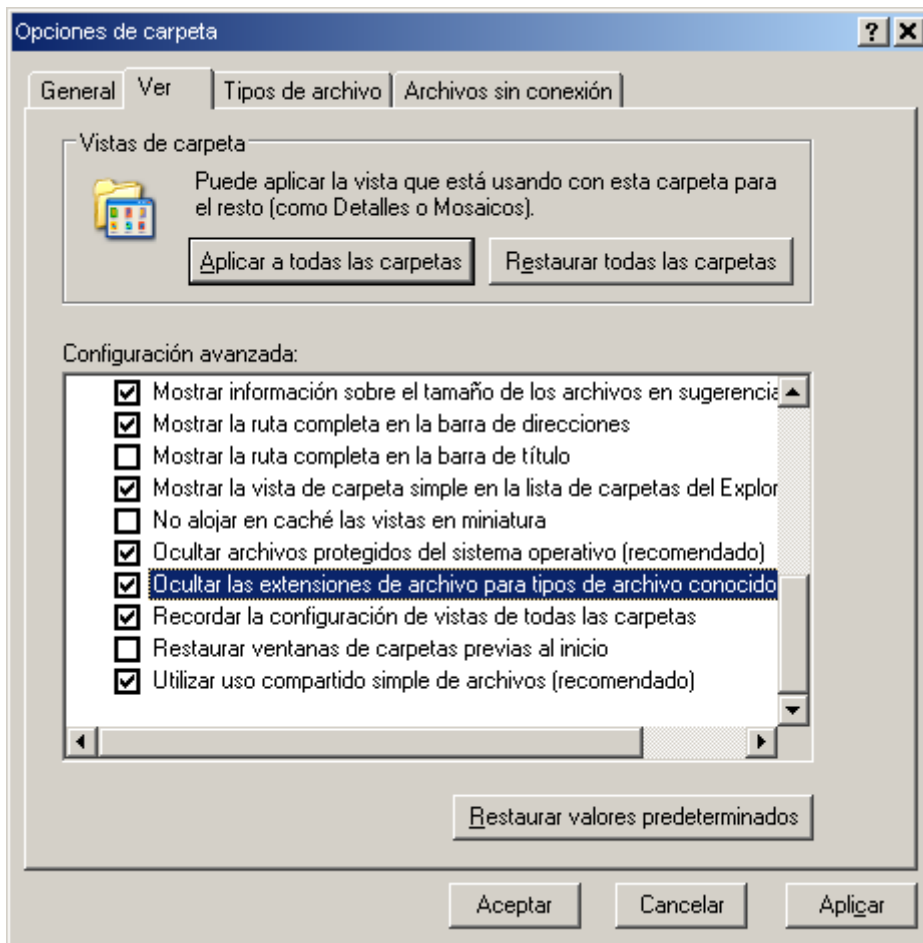 Opciones de carpeta
General Ver Tipos de archivo Archivos sin conexión
Vistas de carpeta
Puede aplicar la vista que está usando con esta carpeta para
el resto (como Detalles o Mosaicos).
Aplicar a todas las carpetas Restaurar todas las carpetas
Configuración avanzada:
Mostrar información sobre el tamaño de los archivos en sugerencia
Mostrar la ruta completa en la barra de direcciones
Mostrar la ruta completa en la barra de título
Mostrar la vista de carpeta simple en la lista de carpetas del Explor
No alojar en caché las vistas en miniatura
Ocultar archivos protegidos del sistema operativo (recomendado)
Ocultar las extensiones de archivo para tipos de archivo conocido
Recordar la configuración de vistas de todas las carpetas
Restaurar ventanas de carpetas previas al inicio
Utilizar uso compartido simple de archivos (recomendado)
Restaurar valores predeterminados
Aceptar Cancelar Aplicar